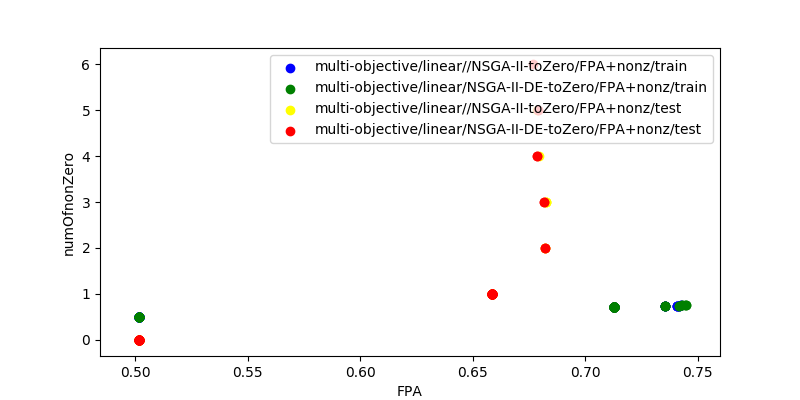 multi-objective/linear//NSGA-II-toZero/FPA+nonz/train
multi-objective/linear/NSGA-II-DE-toZero/FPA+nonz/train
multi-objective/linear//NSGA-II-toZero/FPA+nonz/test
multi-objective/linear/NSGA-II-DE-toZero/FPA+nonz/test
numOfnonZero
6
5
4
3
2
1
0
0.50 0.55 0.60 0.65 0.70 0.75
FPA